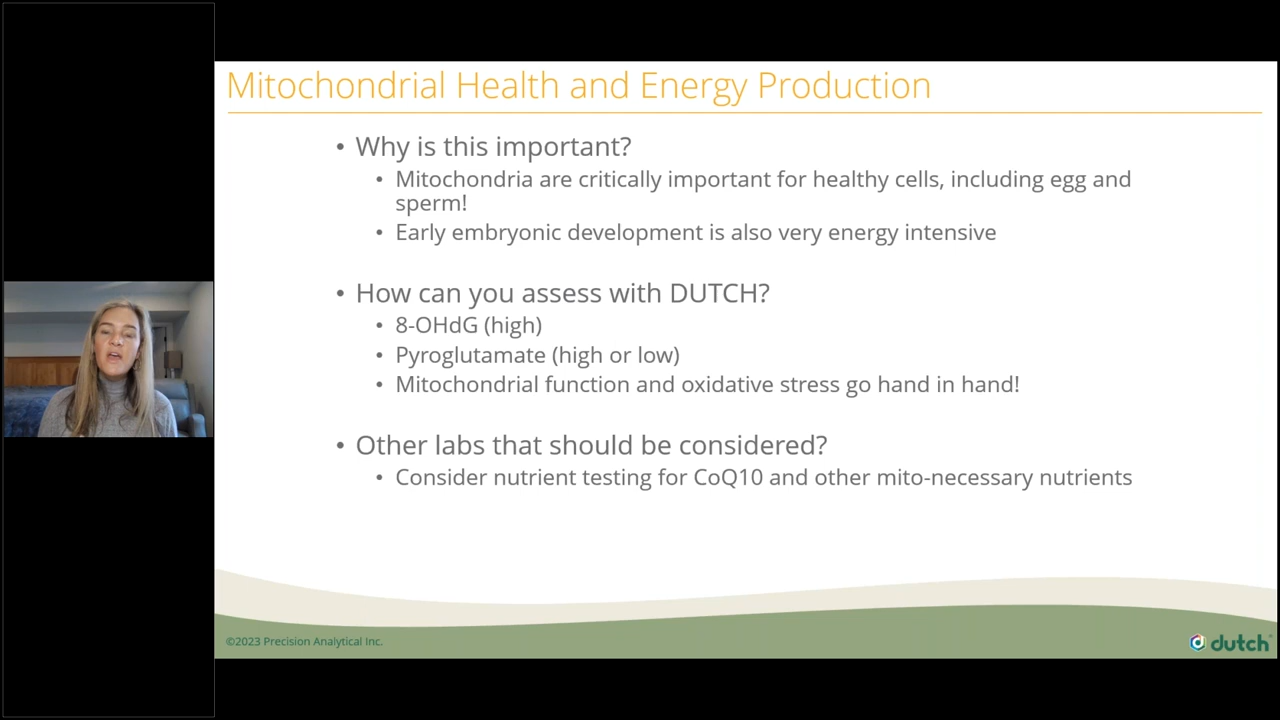 Mitochondrial Health and Energy Production
• Why is this important?
• Mitochondria are critically important for healthy cells, including egg and
sperm!
• Early embryonic development is also very energy intensive
• How can you assess with DUTCH?
• 8-OHdG (high)
• Pyroglutamate (high or low)
• Mitochondrial function and oxidative stress go hand in hand!
• Other labs that should be considered?
• Consider nutrient testing for CoQ10 and other mito-necessary nutrients
©2023 Precision Analytical Inc.
dutch